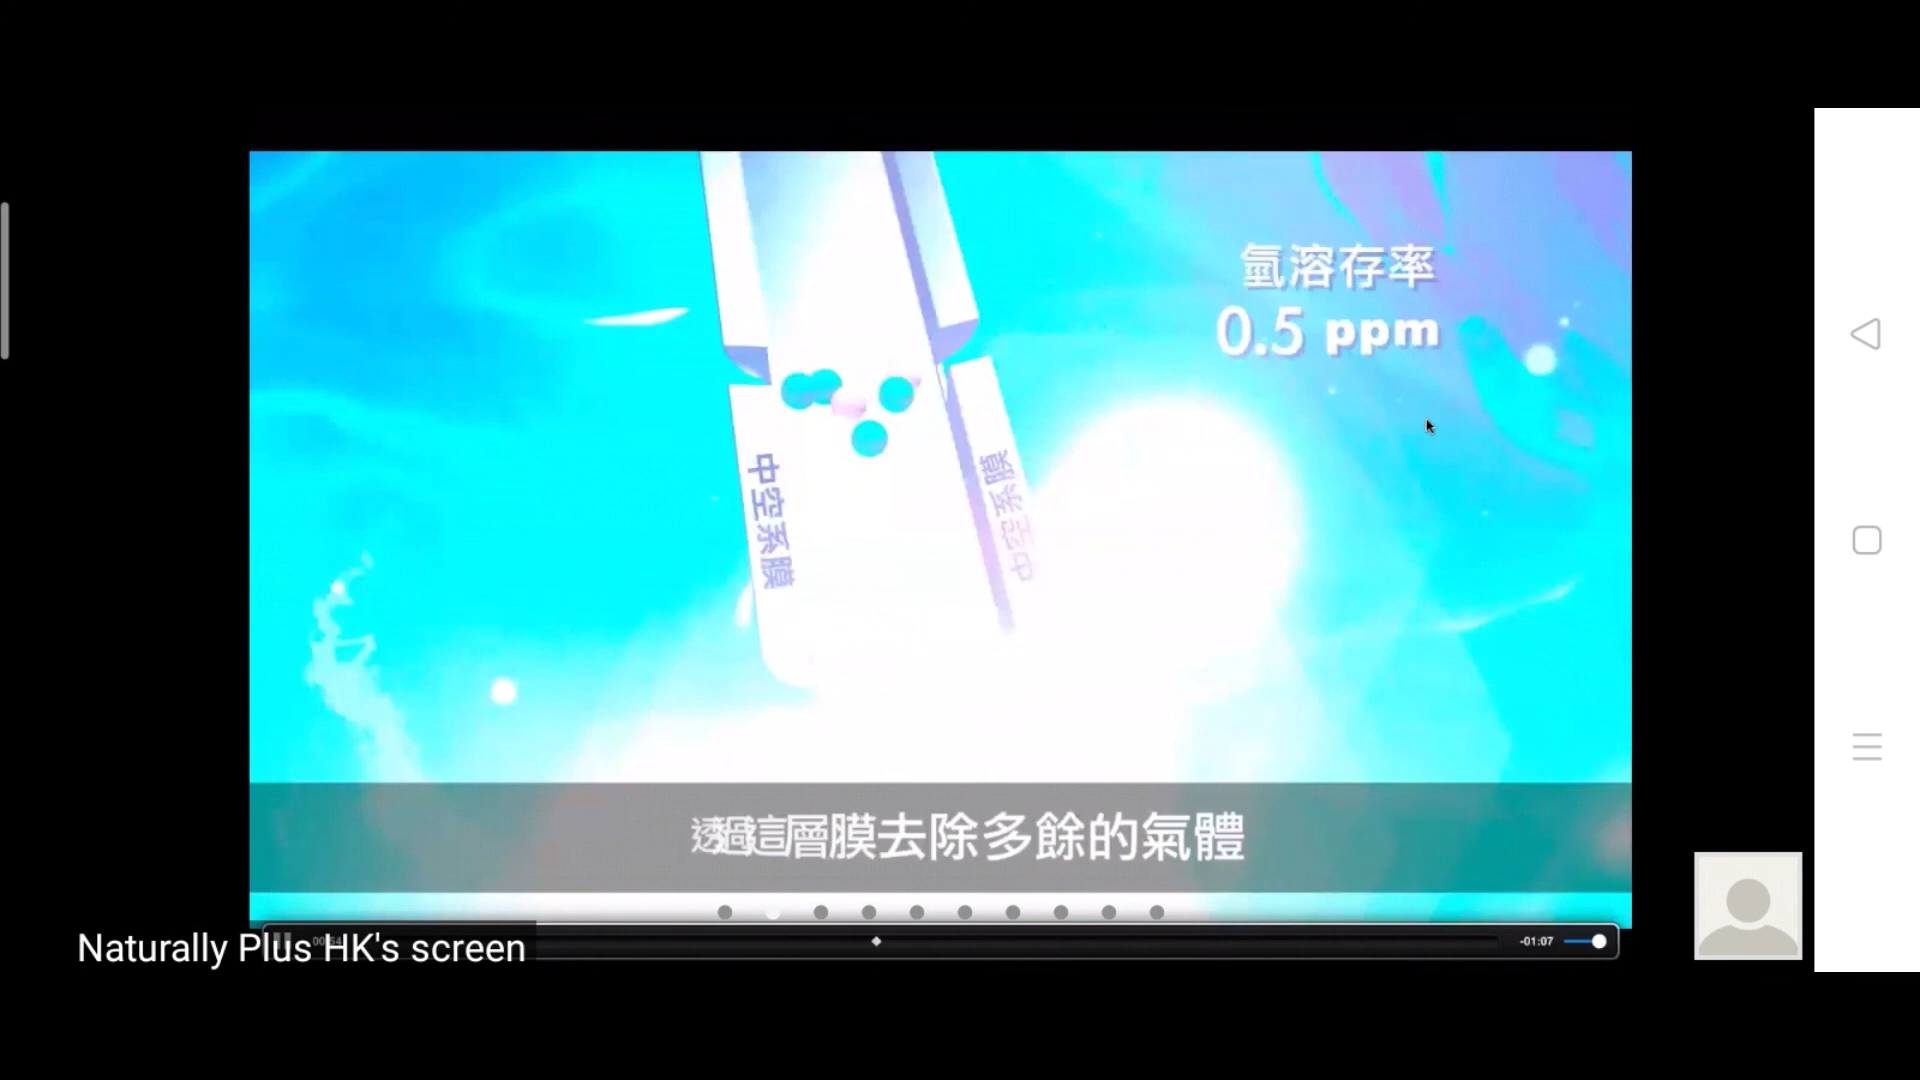 氫溶存率
0.5 ppm
中空系膜
中空系膜
透過這層膜去除多餘的氣體
Naturally Plus HK's screen
-01:07